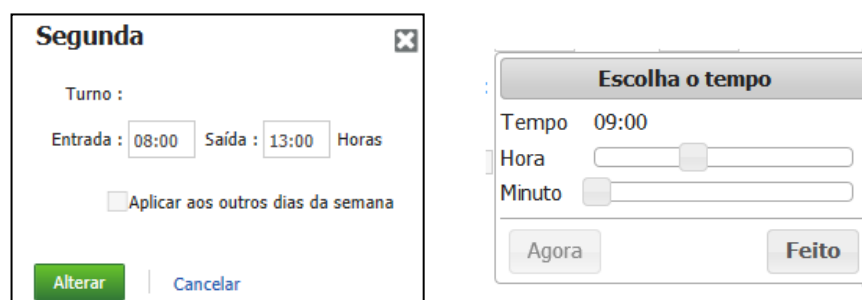 Segunda
Turno :
Entrada : 08:00 Saída : 13:00 Horas
Aplicar aos outros dias da semana
Alterar Cancelar
Escolha o tempo
Tempo 09:00
Hora
Minuto
Agora Feito